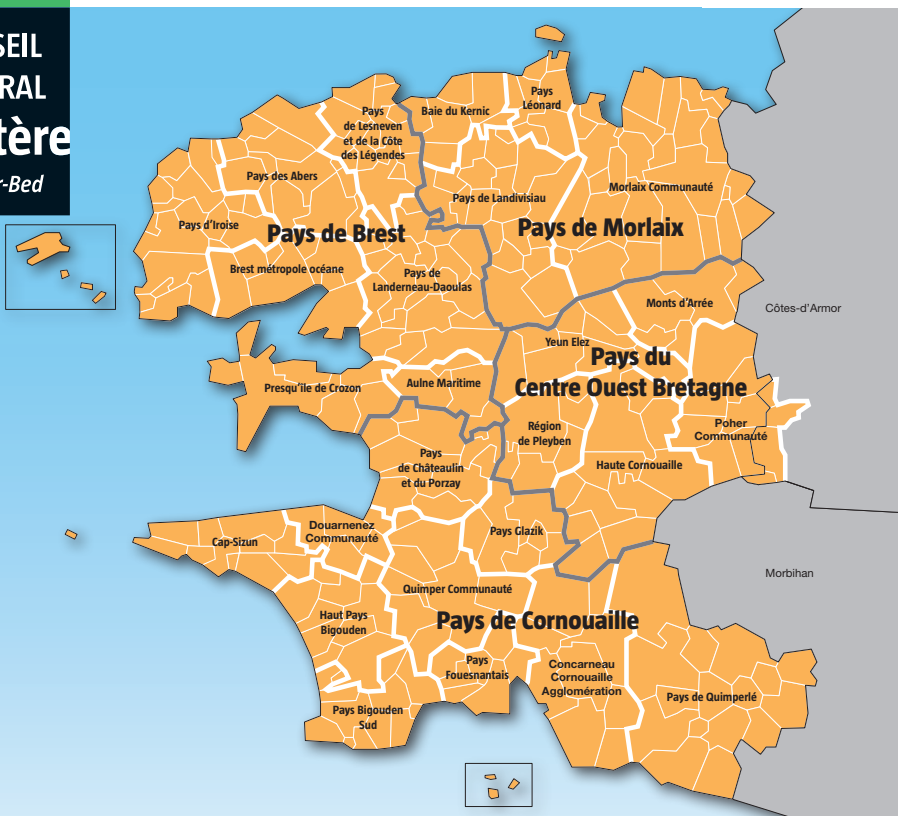 SEIL
RAL
tère
r-Bed
Pays
Léonard
Baie du Kernic
Pays
de Lesneven
et de la Côte
des Légendes
Pays des Abers
Morlaix Communauté
Pays de Landivisiau
Pays d'Iroise
Pays de Brest
Pays de Morlaix
Brest métropole océane
Pays de
Landerneau-Daoulas
Monts d'Arrée
Côtes-d'Armor
Yeun Elez
Pays du
Centre Ouest Bretagne
Presqu'île de Crozon
Aulne Maritime
Région
de Pleyben
Poher
Communauté
Pays
de Châteaulin
et du Porzay
Haute Cornouaille
Douarnenez
Communauté
Cap-Sizun
Pays Glazik
Morbihan
Quimper Communauté
Haut Pays
Bigouden
Pays de Cornouaille
Pays
Fouesnantais
Concarneau
Cornouaille
Agglomération
Pays de Quimperlé
Pays Bigouden
Sud